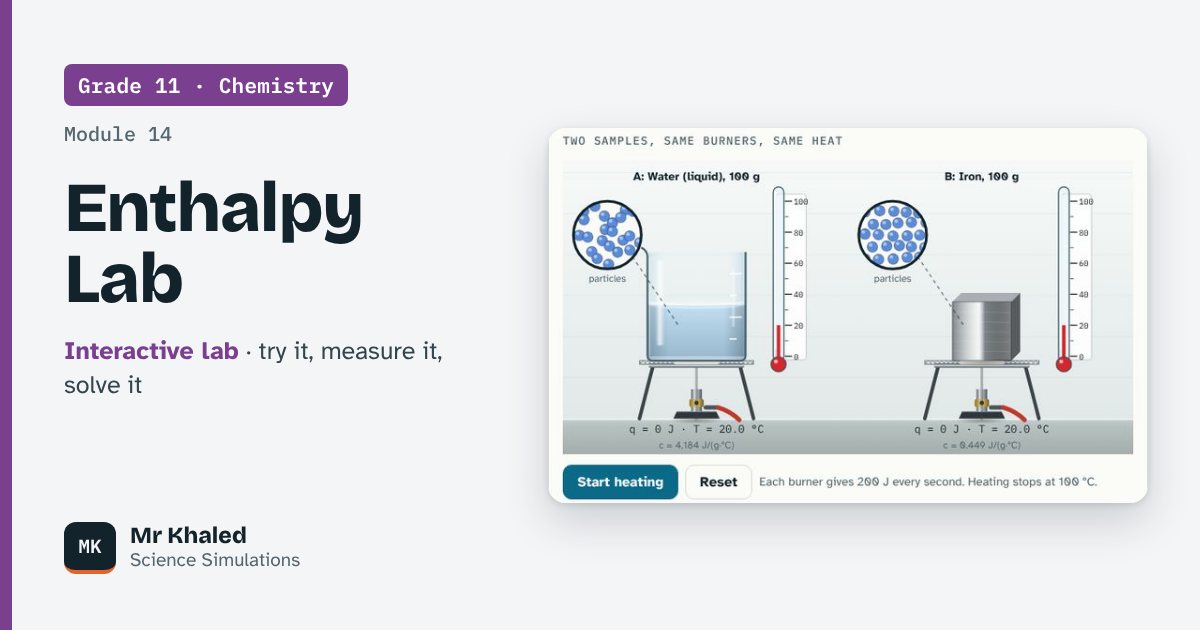 Grade 11 · Chemistry
Module 14
Enthalpy
Lab
Interactive lab · try it, measure it,
solve it
MK
Mr Khaled
Science Simulations
TWO SAMPLES, SAME BURNERS, SAME HEAT
A: Water (liquid), 100 g
100
80
60
40
20
0
particles
q = 0 J · T = 20.0 °C
c = 4.184 J/(g·°C)
B: Iron, 100 g
100
80
60
40
20
0
particles
q = 0 J · T = 20.0 °C
c = 0.449 J/(g·°C)
Start heating
Reset
Each burner gives 200 J every second. Heating stops at 100 °C.